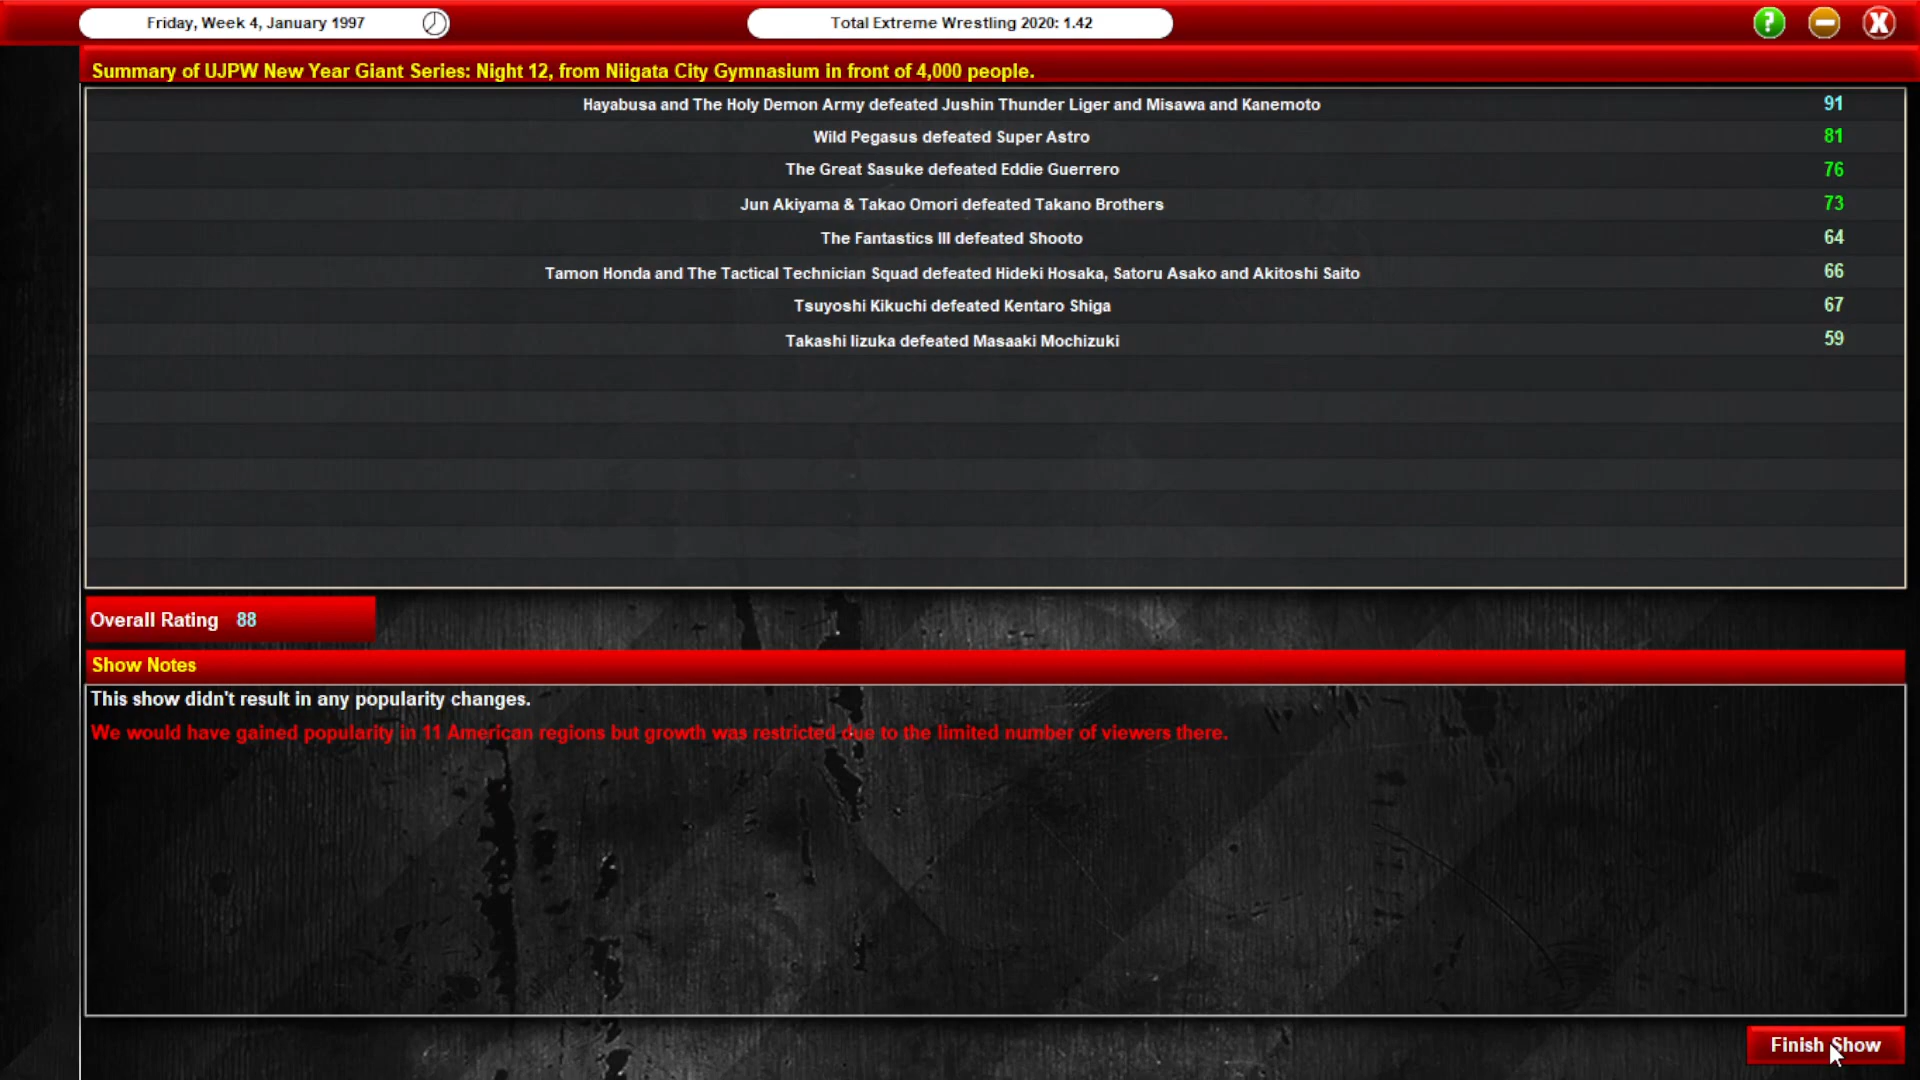 Friday, Week 4, January 1997
Total Extreme Wrestling 2020: 1.42
Summary of UJPW New Year Giant Series: Night 12, from Niigata City Gymnasium in front of 4,000 people.
Hayabusa and The Holy Demon Army defeated Jushin Thunder Liger and Misawa and Kanemoto 91
Wild Pegasus defeated Super Astro 81
The Great Sasuke defeated Eddie Guerrero 76
Jun Akiyama & Takao Omori defeated Takano Brothers 73
The Fantastics III defeated Shooto 64
Tamon Honda and The Tactical Technician Squad defeated Hideki Hosaka, Satoru Asako and Akitoshi Saito 66
Tsuyoshi Kikuchi defeated Kentaro Shiga 67
Takashi Iizuka defeated Masaaki Mochizuki 59
Overall Rating 88
Show Notes
This show didn't result in any popularity changes.
We would have gained popularity in 11 American regions but growth was restricted due to the limited number of viewers there.
Finish Show